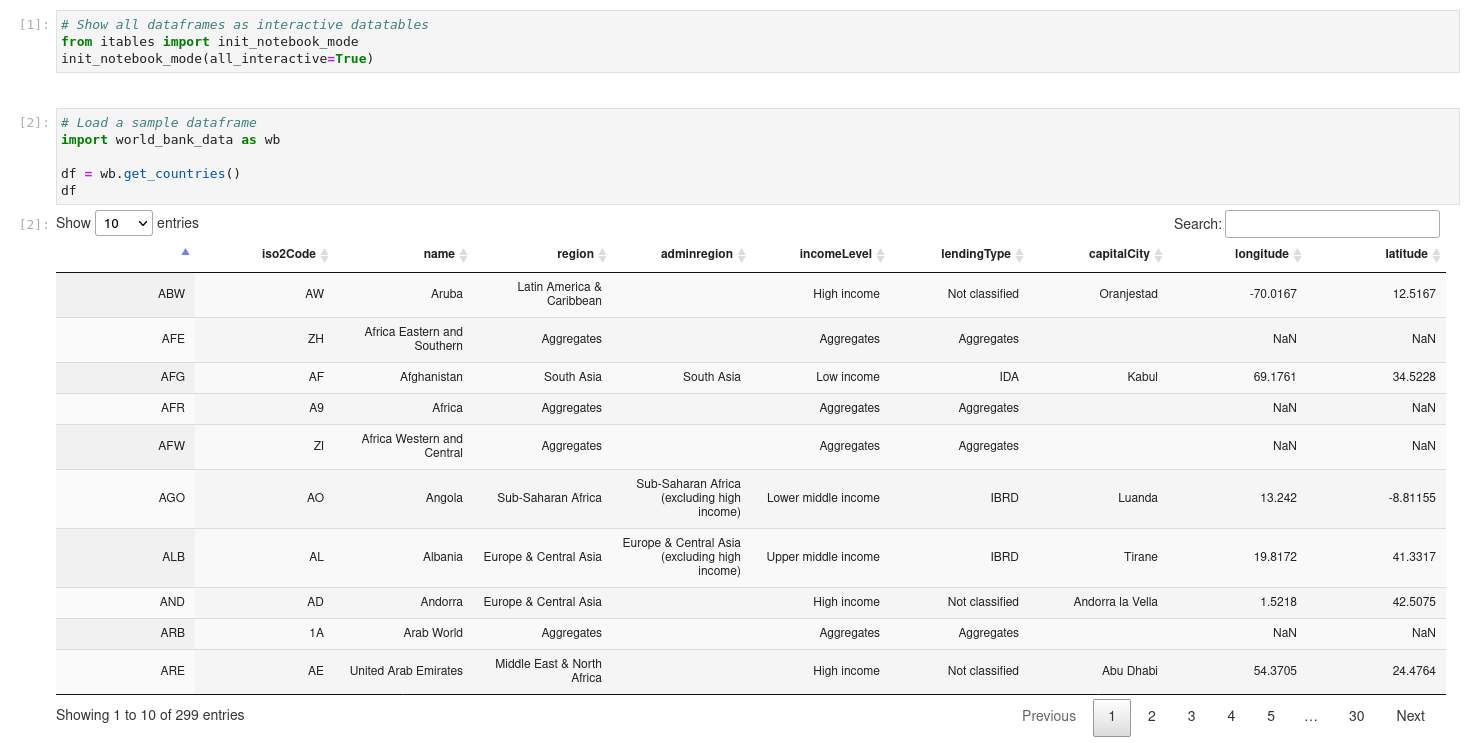 [1]: # Show all dataframes as interactive datatables
from itables import init_notebook_mode
init_notebook_mode(all_interactive=True)
[2]: # Load a sample dataframe
import world_bank_data as wb
df = wb.get_countries()
df
[2]: Show 10 entries Search:
iso2Code name region adminregion incomeLevel lendingType capitalCity longitude latitude
ABW AW Aruba Latin America & Caribbean High income Not classified Oranjestad -70.0167 12.5167
AFE ZH Africa Eastern and Southern Aggregates Aggregates Aggregates NaN NaN
AFG AF Afghanistan South Asia South Asia Low income IDA Kabul 69.1761 34.5228
AFR A9 Africa Aggregates Aggregates Aggregates NaN NaN
AFW ZI Africa Western and Central Aggregates Aggregates Aggregates NaN NaN
AGO AO Angola Sub-Saharan Africa Sub-Saharan Africa (excluding high income) Lower middle income IBRD Luanda 13.242 -8.81155
ALB AL Albania Europe & Central Asia Europe & Central Asia (excluding high income) Upper middle income IBRD Tirane 19.8172 41.3317
AND AD Andorra Europe & Central Asia High income Not classified Andorra la Vella 1.5218 42.5075
ARB 1A Arab World Aggregates Aggregates Aggregates NaN NaN
ARE AE United Arab Emirates Middle East & North Africa High income Not classified Abu Dhabi 54.3705 24.4764
Showing 1 to 10 of 299 entries Previous 1 2 3 4 5 … 30 Next